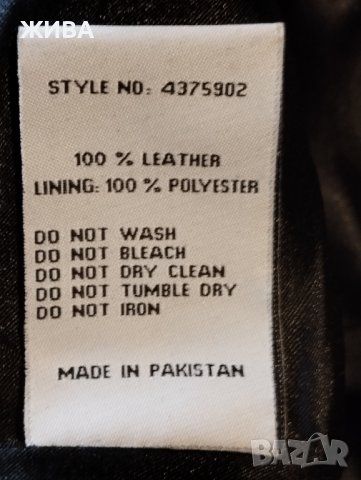 ЖИВА
STYLE NO: 4375902
100 % LEATHER
LINING: 100 % POLYESTER
DO NOT WASH
DO NOT BLEACH
DO NOT DRY CLEAN
DO NOT TUMBLE DRY
DO NOT IRON
MADE IN PAKISTAN
BAZAR